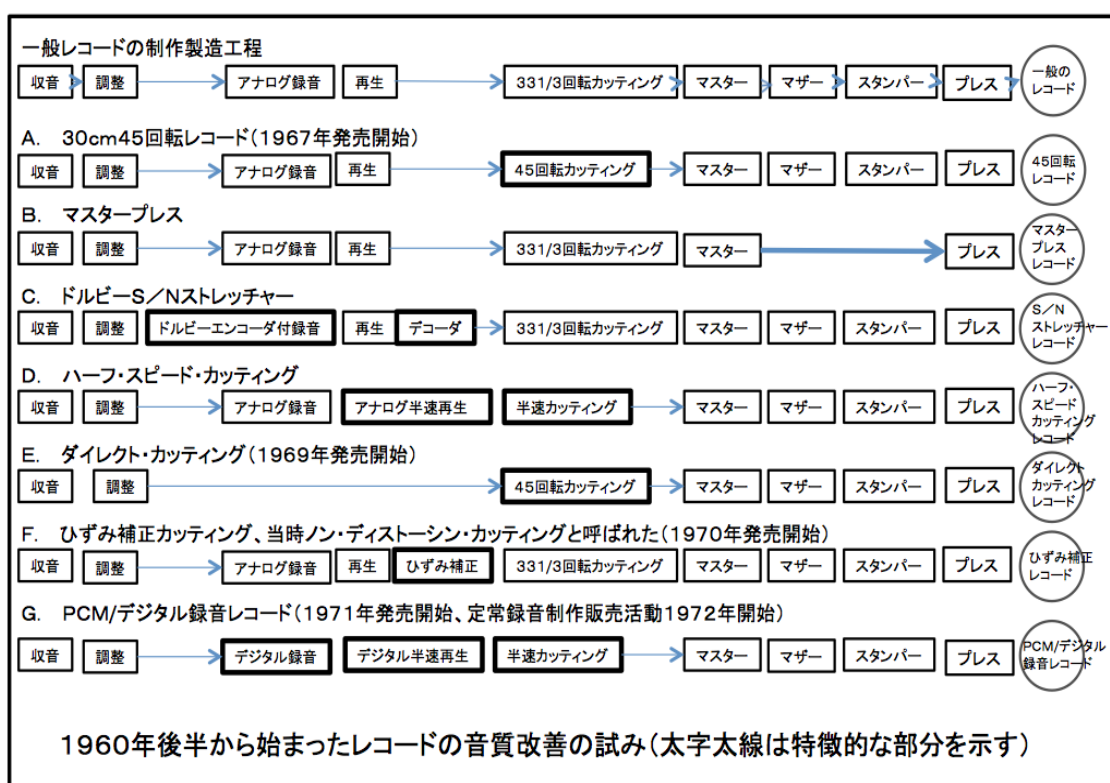 一般レコードの制作製造工程
収音 調整 アナログ録音 再生 331/3回転カッティング マスター マザー スタンパー プレス 一般の
レコード
A. 30cm45回転レコード(1967年発売開始)
収音 調整 アナログ録音 再生 45回転カッティング マスター マザー スタンパー プレス 45回転
レコード
B. マスタープレス
収音 調整 アナログ録音 再生 331/3回転カッティング マスター プレス マスター
プレス
レコード
C. ドルビーS/Nストレッチャー
収音 調整 ドルビーエンコーダ付録音 再生 デコーダ 331/3回転カッティング マスター マザー スタンパー プレス S/N
ストレッチャー
レコード
D. ハーフ・スピード・カッティング
収音 調整 アナログ録音 アナログ半速再生 半速カッティング マスター マザー スタンパー プレス ハーフ・
スピード
カッティング
レコード
E. ダイレクト・カッティング(1969年発売開始)
収音 調整 45回転カッティング マスター マザー スタンパー プレス ダイレクト
カッティング
レコード
F. ひずみ補正カッティング、当時ノン・ディストーシン・カッティングと呼ばれた(1970年発売開始)
収音 調整 アナログ録音 再生 ひずみ補正 331/3回転カッティング マスター マザー スタンパー プレス ひずみ補正
レコード
G. PCM/デジタル録音レコード(1971年発売開始、定常録音制作販売活動1972年開始)
収音 調整 デジタル録音 デジタル半速再生 半速カッティング マスター マザー スタンパー プレス PCM/デジタル
録音レコード
1960年後半から始まったレコードの音質改善の試み(太字太線は特徴的な部分を示す)